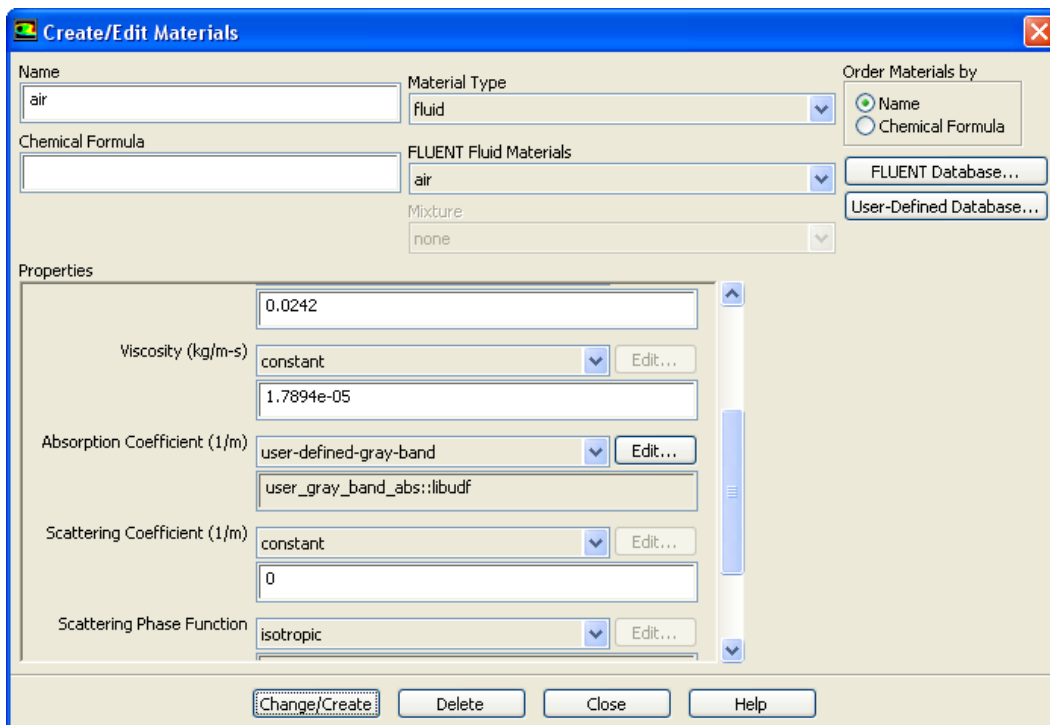 Create/Edit Materials
Name
air
Chemical Formula
Material Type
fluid
FLUENT Fluid Materials
air
Mixture
none
Order Materials by
Name
Chemical Formula
FLUENT Database...
User-Defined Database...
Properties
0.0242
Viscosity (kg/m-s)
constant
Edit...
1.7894e-05
Absorption Coefficient (1/m)
user-defined-gray-band
Edit...
user_gray_band_abs::libudf
Scattering Coefficient (1/m)
constant
Edit...
0
Scattering Phase Function
isotropic
Edit...
Change/Create
Delete
Close
Help